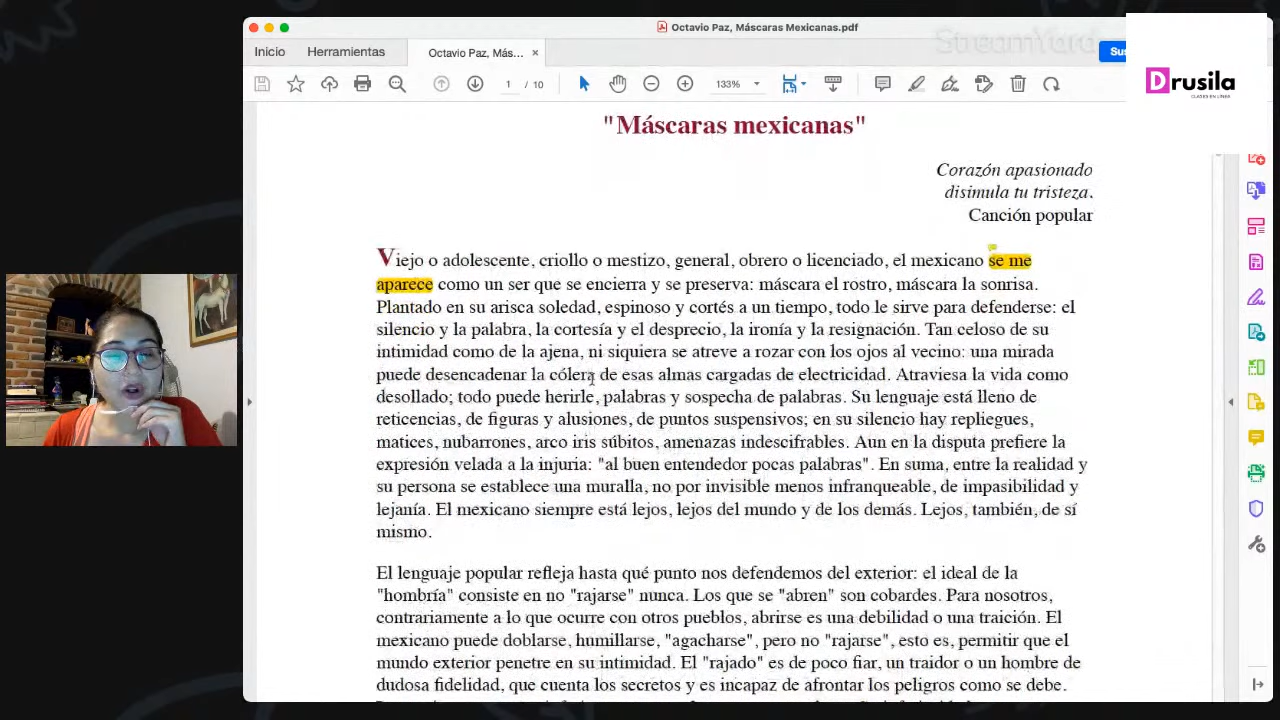 Octavio Paz, Máscaras Mexicanas.pdf
StreamYard
Inicio
Herramientas
Octavio Paz, Más...
×
Sus
Drusila
CLASES EN LÍNEA
1 / 10
133%
"Máscaras mexicanas"
Corazón apasionado
disimula tu tristeza.
Canción popular
Viejo o adolescente, criollo o mestizo, general, obrero o licenciado, el mexicano se me
aparece como un ser que se encierra y se preserva: máscara el rostro, máscara la sonrisa.
Plantado en su arisca soledad, espinoso y cortés a un tiempo, todo le sirve para defenderse: el
silencio y la palabra, la cortesía y el desprecio, la ironía y la resignación. Tan celoso de su
intimidad como de la ajena, ni siquiera se atreve a rozar con los ojos al vecino: una mirada
puede desencadenar la cólera de esas almas cargadas de electricidad. Atraviesa la vida como
desollado; todo puede herirle, palabras y sospecha de palabras. Su lenguaje está lleno de
reticencias, de figuras y alusiones, de puntos suspensivos; en su silencio hay repliegues,
matices, nubarrones, arco iris súbitos, amenazas indescifrables. Aun en la disputa prefiere la
expresión velada a la injuria: "al buen entendedor pocas palabras". En suma, entre la realidad y
su persona se establece una muralla, no por invisible menos infranqueable, de impasibilidad y
lejanía. El mexicano siempre está lejos, lejos del mundo y de los demás. Lejos, también, de sí
mismo.
El lenguaje popular refleja hasta qué punto nos defendemos del exterior: el ideal de la
"hombría" consiste en no "rajarse" nunca. Los que se "abren" son cobardes. Para nosotros,
contrariamente a lo que ocurre con otros pueblos, abrirse es una debilidad o una traición. El
mexicano puede doblarse, humillarse, "agacharse", pero no "rajarse", esto es, permitir que el
mundo exterior penetre en su intimidad. El "rajado" es de poco fiar, un traidor o un hombre de
dudosa fidelidad, que cuenta los secretos y es incapaz de afrontar los peligros como se debe.